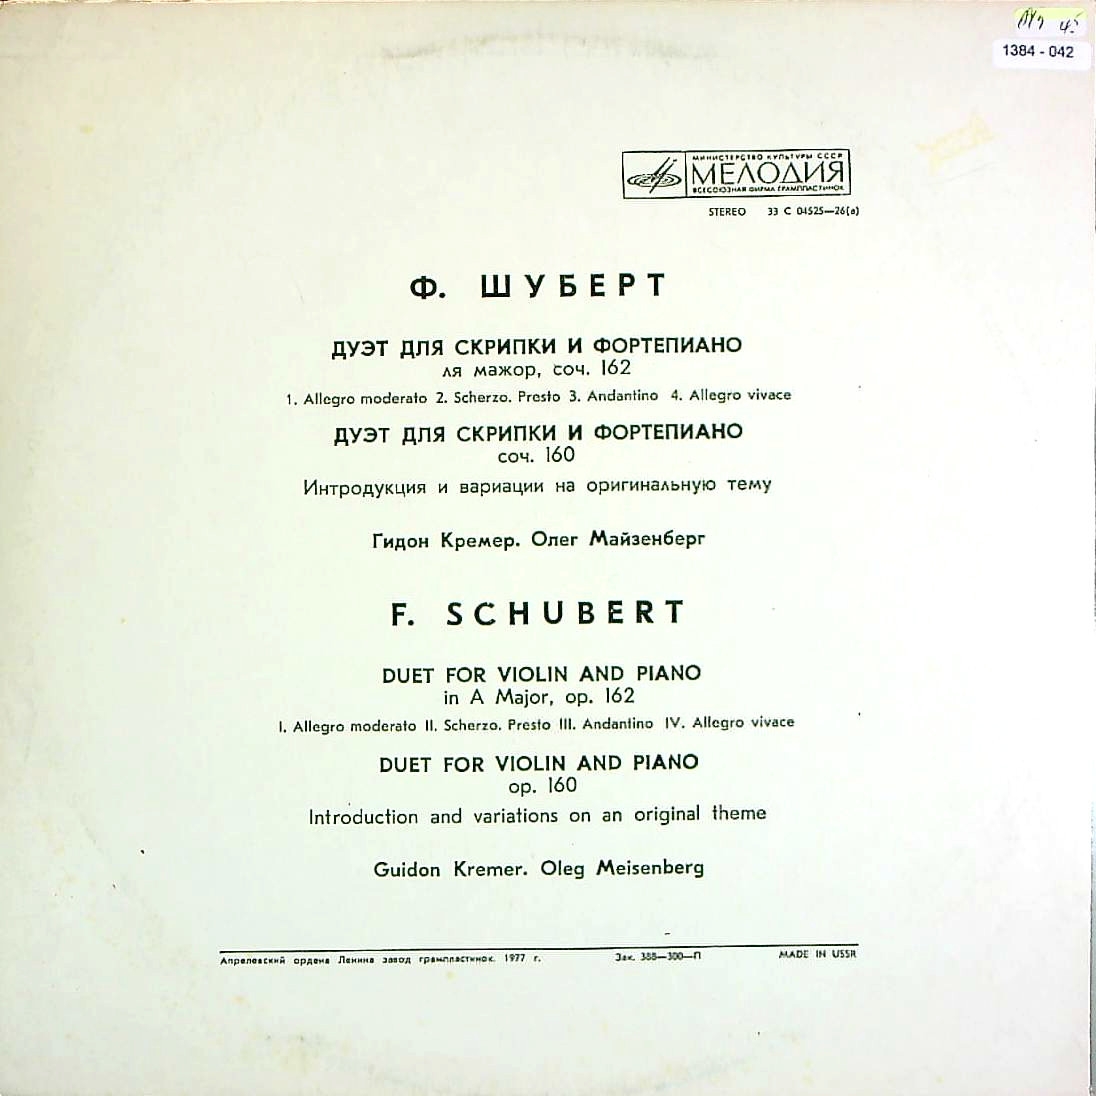 1384 - 042
МИНИСТЕРСТВО КУЛЬТУРЫ СССР
МЕЛОДИЯ
ВСЕСОЮЗНАЯ ФИРМА ГРАМПЛАСТИНОК
STEREO 33 С 04525—26(а)
Ф. ШУБЕРТ
ДУЭТ ДЛЯ СКРИПКИ И ФОРТЕПИАНО
ля мажор, соч. 162
1. Allegro moderato 2. Scherzo. Presto 3. Andantino 4. Allegro vivace
ДУЭТ ДЛЯ СКРИПКИ И ФОРТЕПИАНО
соч. 160
Интродукция и вариации на оригинальную тему
Гидон Кремер. Олег Майзенберг
F. SCHUBERT
DUET FOR VIOLIN AND PIANO
in A Major, op. 162
I. Allegro moderato II. Scherzo. Presto III. Andantino IV. Allegro vivace
DUET FOR VIOLIN AND PIANO
op. 160
Introduction and variations on an original theme
Guidon Kremer. Oleg Meisenberg
Апрелевский ордена Ленина завод грампластинок. 1977 г. Зак. 388—300—П MADE IN USSR